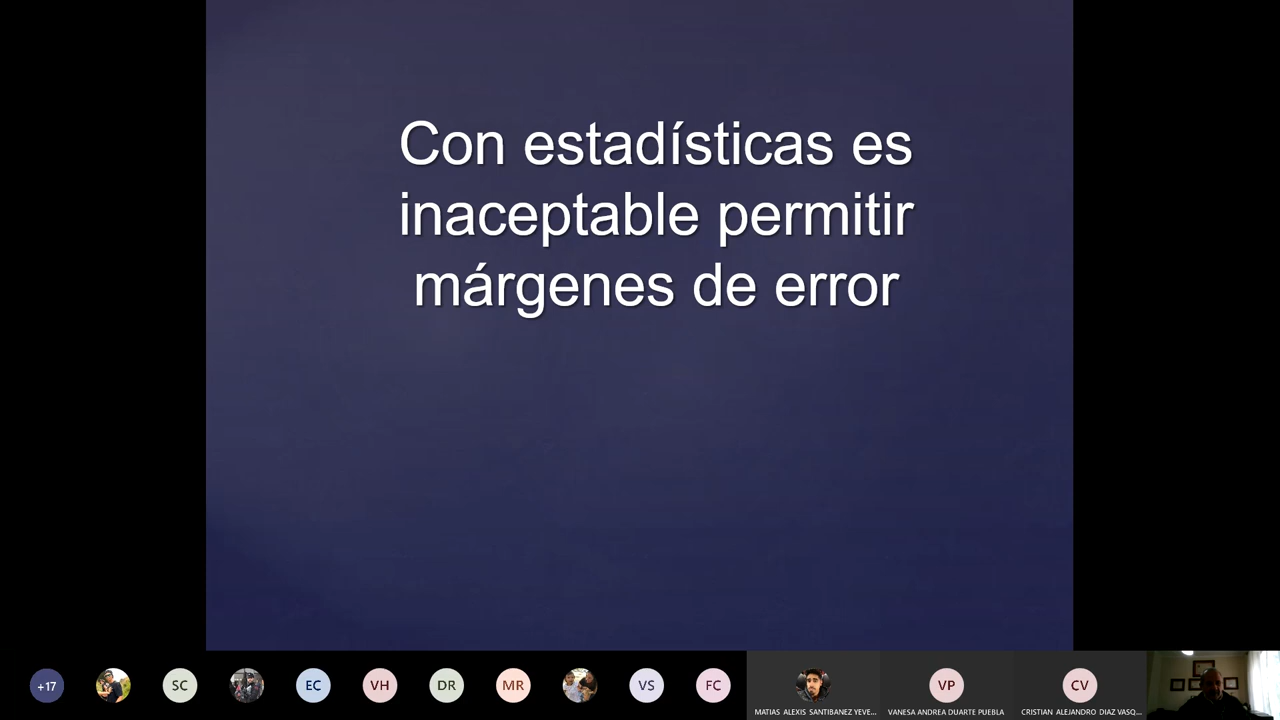 Con estadísticas es
inaceptable permitir
márgenes de error
+17
SC
EC
VH
DR
MR
VS
FC
VP
CV
MATIAS ALEXIS SANTIBANEZ YEVE...
VANESA ANDREA DUARTE PUEBLA
CRISTIAN ALEJANDRO DIAZ VASQ...